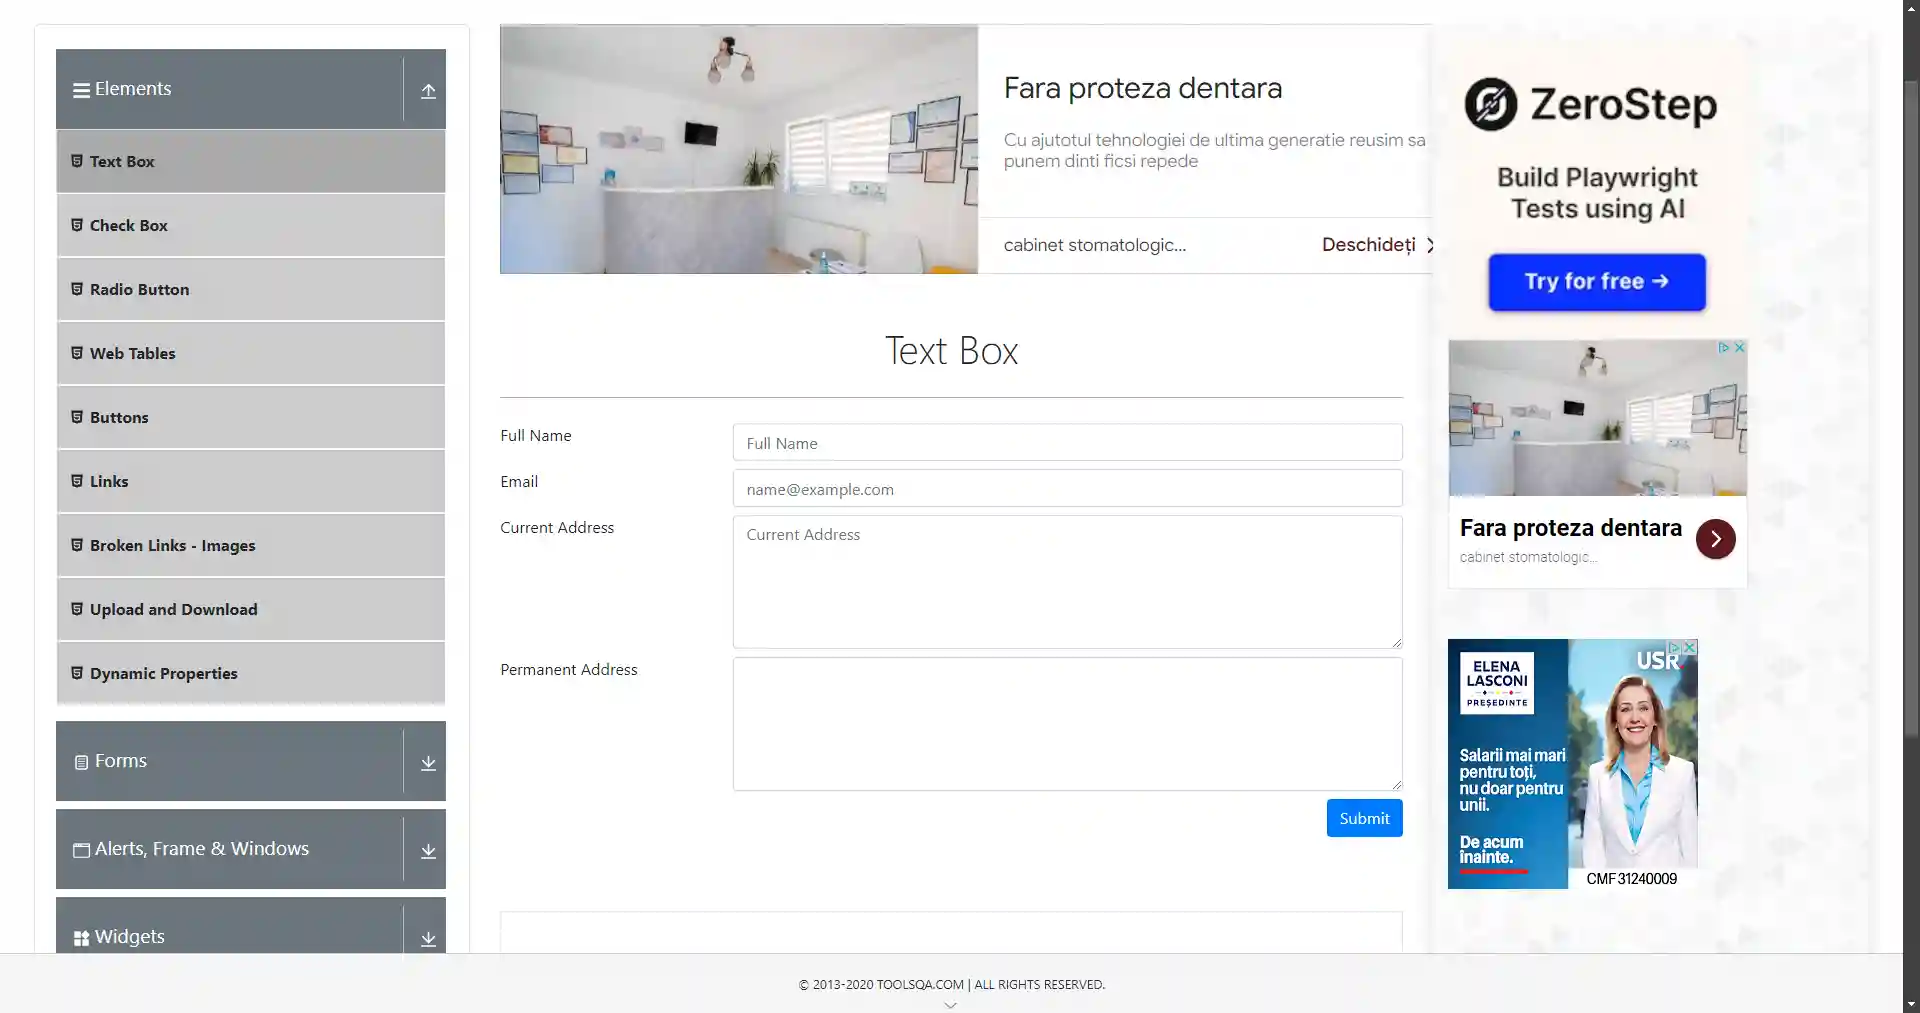 Elements
Text Box
Check Box
Radio Button
Web Tables
Buttons
Links
Broken Links - Images
Upload and Download
Dynamic Properties
Forms
Alerts, Frame & Windows
Widgets
Fara proteza dentara
Cu ajutotul tehnologiei de ultima generatie reusim sa
punem dinti ficsi repede
cabinet stomatologic...
Deschideți
Text Box
Full Name
Full Name
Email
name@example.com
Current Address
Current Address
Permanent Address
Submit
ZeroStep
Build Playwright
Tests using AI
Try for free →
Fara proteza dentara
cabinet stomatologic...
ELENA
LASCONI
PREȘEDINTE
USR.
Salarii mai mari
pentru toți,
nu doar pentru
unii.
De acum
înainte.
CMF 31240009
© 2013-2020 TOOLSQA.COM | ALL RIGHTS RESERVED.